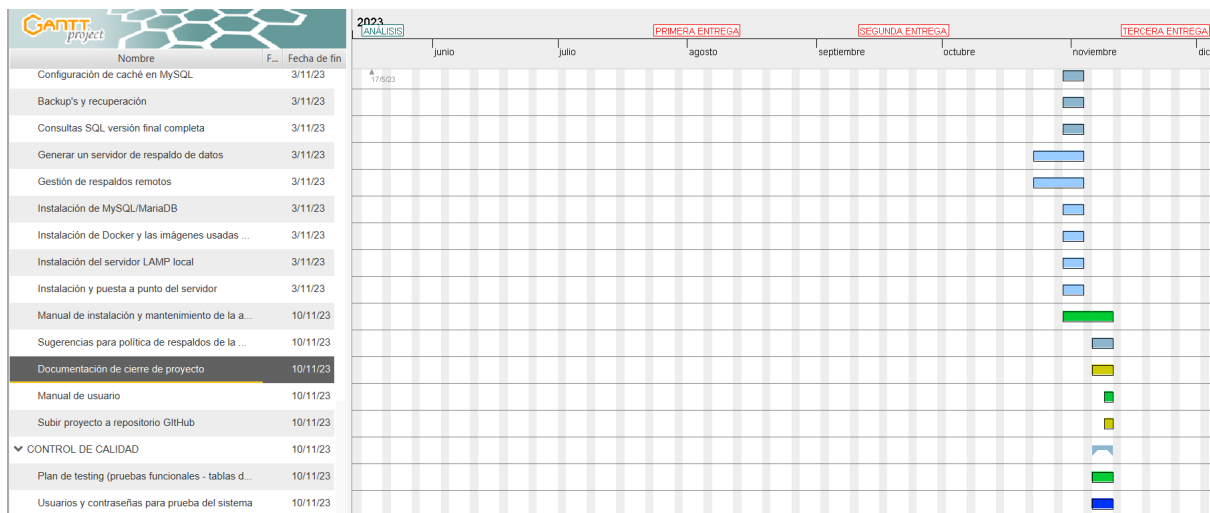 GANTT
project
2023
ANÁLISIS
PRIMERA ENTREGA
SEGUNDA ENTREGA
TERCERA ENTREGA
junio
julio
agosto
septiembre
octubre
noviembre
dic
Nombre F... Fecha de fin
Configuración de caché en MySQL 3/11/23
17/5/23
Backup's y recuperación 3/11/23
Consultas SQL versión final completa 3/11/23
Generar un servidor de respaldo de datos 3/11/23
Gestión de respaldos remotos 3/11/23
Instalación de MySQL/MariaDB 3/11/23
Instalación de Docker y las imágenes usadas ... 3/11/23
Instalación del servidor LAMP local 3/11/23
Instalación y puesta a punto del servidor 3/11/23
Manual de instalación y mantenimiento de la a... 10/11/23
Sugerencias para política de respaldos de la ... 10/11/23
Documentación de cierre de proyecto 10/11/23
Manual de usuario 10/11/23
Subir proyecto a repositorio GItHub 10/11/23
CONTROL DE CALIDAD 10/11/23
Plan de testing (pruebas funcionales - tablas d... 10/11/23
Usuarios y contraseñas para prueba del sistema 10/11/23